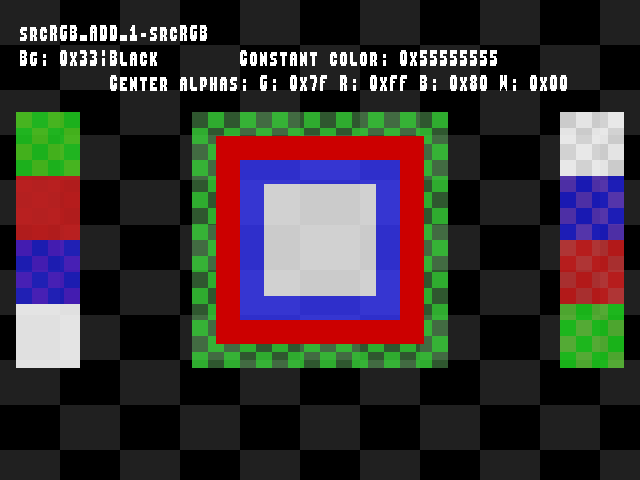 srcRGB_ADD_1-srcRGB
Bg: 0x33¦Black Constant color: 0x55555555
Center alphas: G: 0x7f R: 0xff B: 0x80 W: 0x00